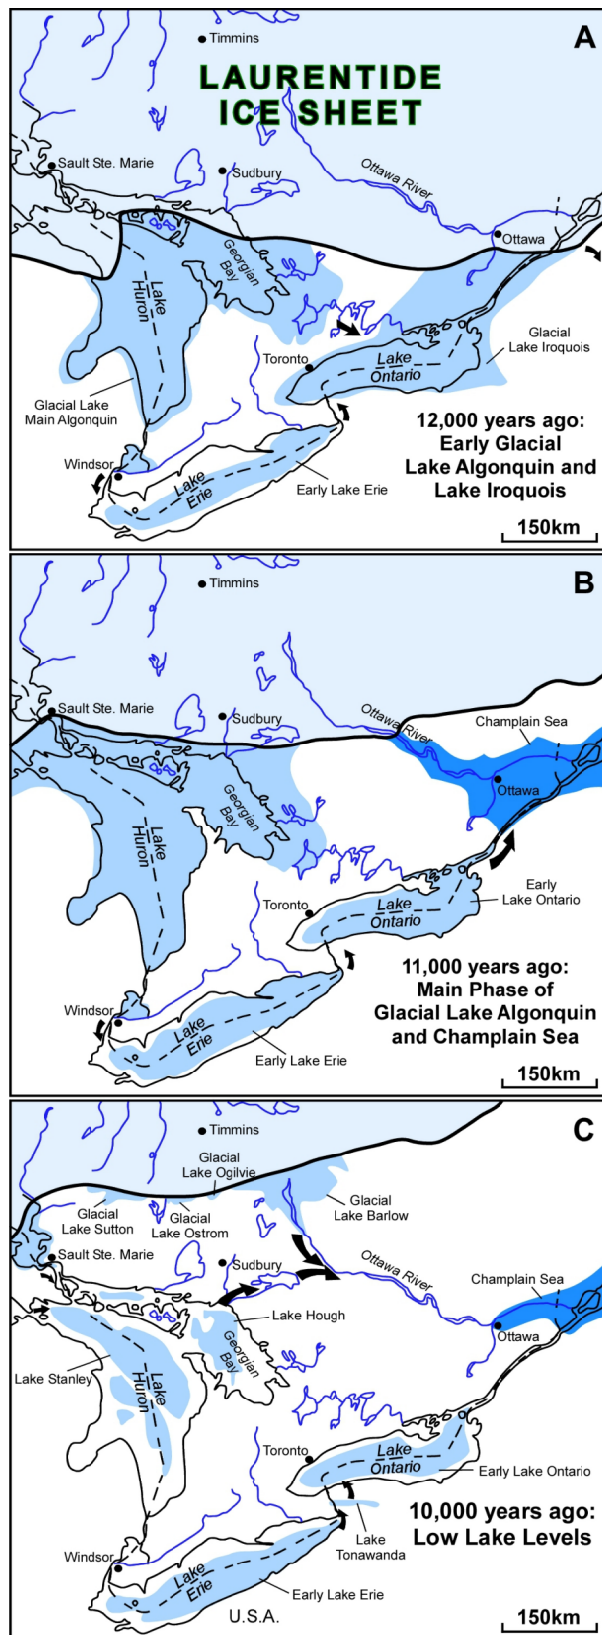 A
Timmins
LAURENTIDE
ICE SHEET
Sault Ste. Marie
Sudbury
Ottawa River
Ottawa
Georgian
Bay
Lake
Huron
Glacial
Lake Iroquois
Toronto
Lake
Ontario
Glacial Lake
Main Algonquin
12,000 years ago:
Early Glacial
Lake Algonquin and
Lake Iroquois
Windsor
Lake
Erie
Early Lake Erie
150km
B
Timmins
Sault Ste. Marie
Sudbury
Ottawa River
Champlain Sea
Ottawa
Georgian
Bay
Lake
Huron
Early
Lake Ontario
Toronto
Lake
Ontario
11,000 years ago:
Main Phase of
Glacial Lake Algonquin
and Champlain Sea
Windsor
Lake
Erie
Early Lake Erie
150km
C
Timmins
Glacial
Lake Ogilvie
Glacial
Lake Barlow
Glacial
Lake Sutton
Glacial
Lake Ostrom
Sault Ste. Marie
Sudbury
Ottawa River
Champlain Sea
Ottawa
Lake Hough
Georgian
Bay
Lake Stanley
Lake
Huron
Toronto
Lake
Ontario
Early Lake Ontario
10,000 years ago:
Low Lake Levels
Lake
Tonawanda
Windsor
Lake
Erie
Early Lake Erie
U.S.A.
150km